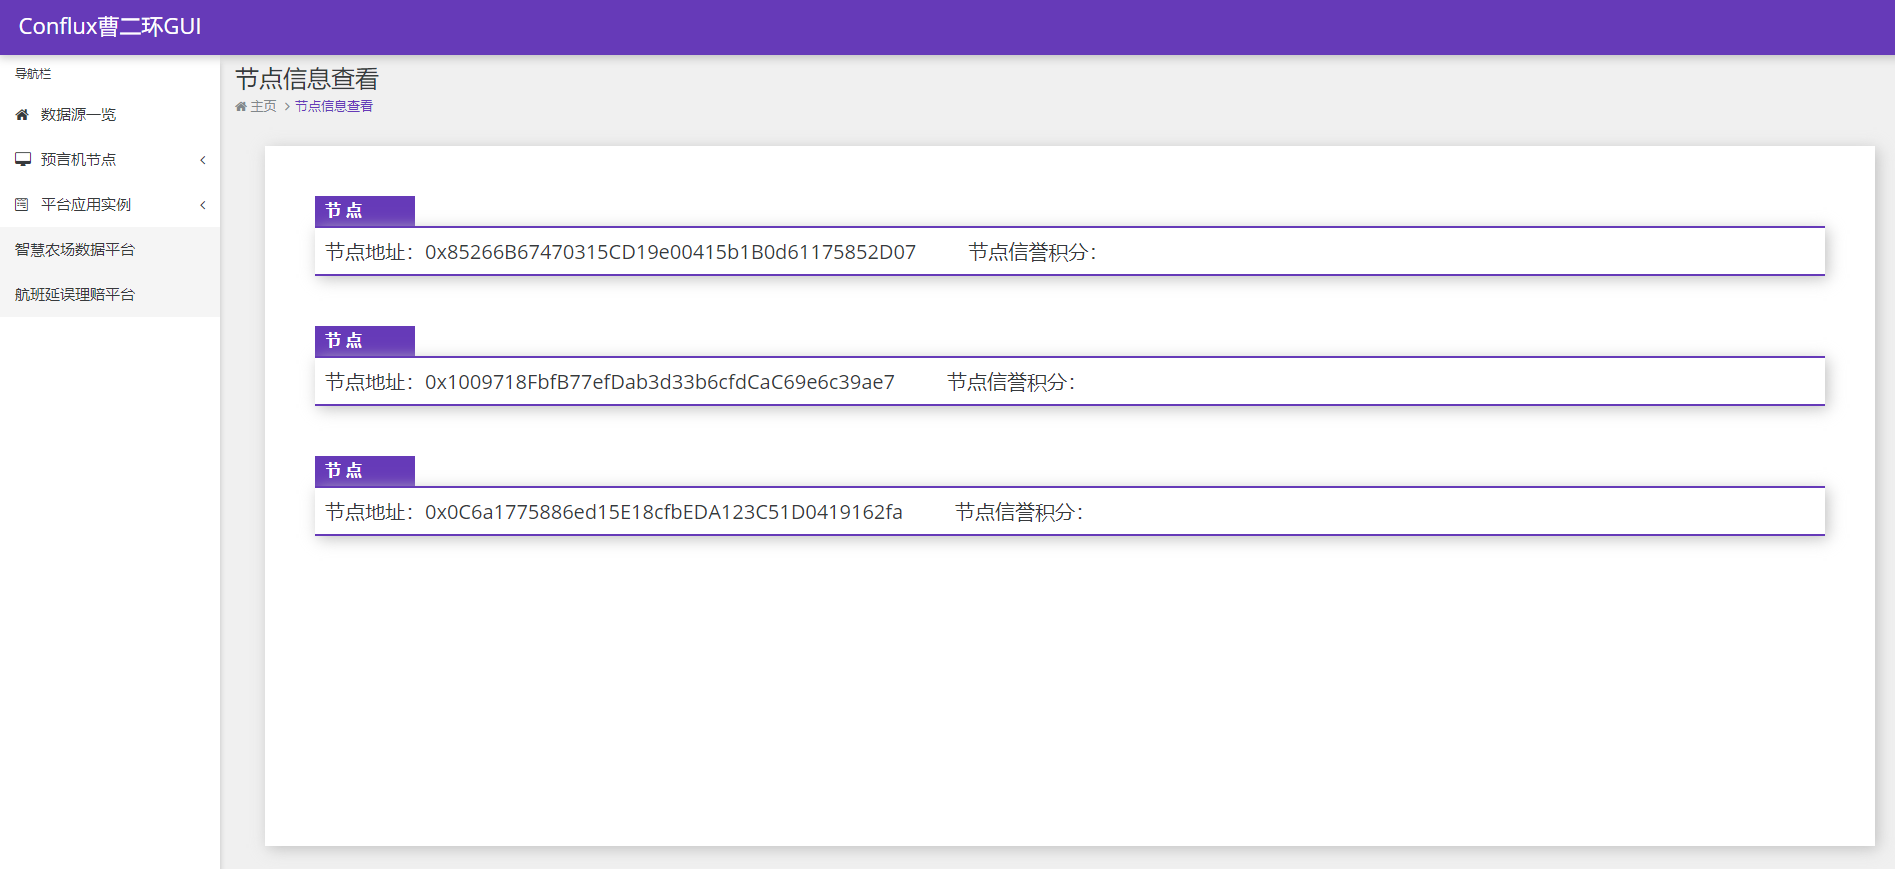 Conflux曹二环GUI
导航栏
数据源一览
预言机节点
平台应用实例
智慧农场数据平台
航班延误理赔平台
节点信息查看
主页 > 节点信息查看
节点
节点地址：0x85266B67470315CD19e00415b1B0d61175852D07 节点信誉积分：
节点
节点地址：0x1009718FbfB77efDab3d33b6cfdCaC69e6c39ae7 节点信誉积分：
节点
节点地址：0x0C6a1775886ed15E18cfbEDA123C51D0419162fa 节点信誉积分：